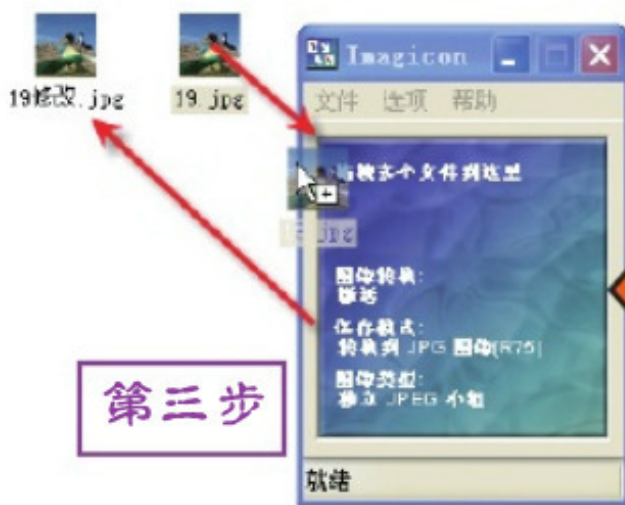 19修改.jpg
19.jpg
Imagicon
文件 选项 帮助
拖拽多个文件到这里
.jpg
图像转换:
保存模式:
转换到 JPG 图像[R75]
图像类型:
独立 JPEG 小组
第三步
就绪